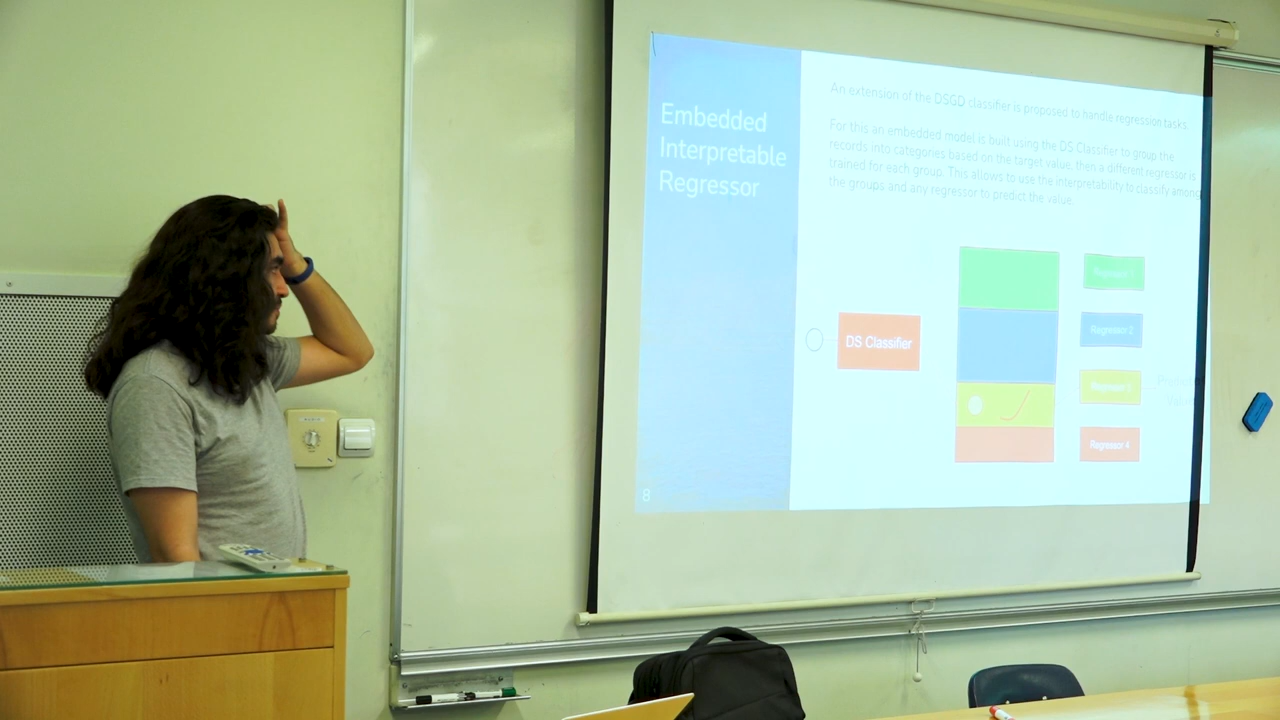 Embedded
Interpretable
Regressor
An extension of the DSGD classifier is proposed to handle regression tasks.
For this an embedded model is built using the DS Classifier to group the
records into categories based on the target value, then a different regressor is
trained for each group. This allows to use the interpretability to classify among
the groups and any regressor to predict the value.
DS Classifier
Regressor 2
Regressor 4
8